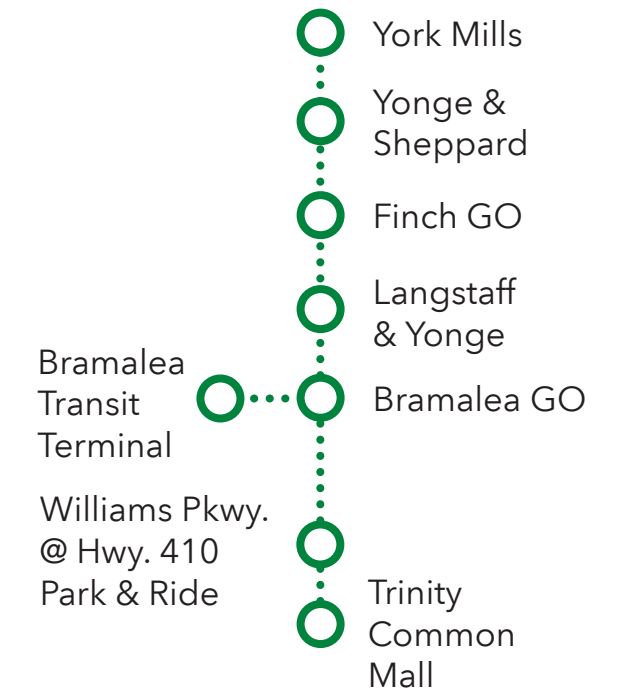 York Mills
Yonge &
Sheppard
Finch GO
Langstaff
& Yonge
Bramalea
Transit
Terminal
Bramalea GO
Williams Pkwy.
@ Hwy. 410
Park & Ride
Trinity
Common
Mall